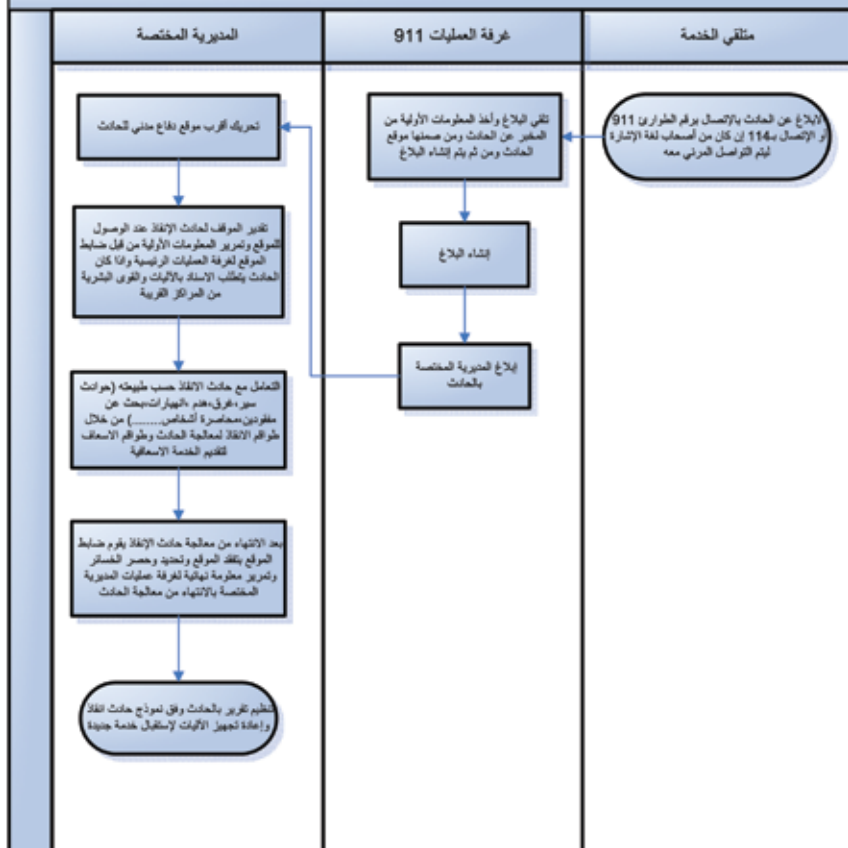 متلقي الخدمة
غرفة العمليات 911
المديرية المختصة
الابلاغ عن الحادث بالإتصال برقم الطوارئ 911
أو الإتصال بـ114 إن كان من أصحاب لغة الإشارة
ليتم التواصل المرئي معه
تلقي البلاغ وأخذ المعلومات الأولية من
المخبر عن الحادث ومن ضمنها موقع
الحادث ومن ثم يتم إنشاء البلاغ
إنشاء البلاغ
إبلاغ المديرية المختصة
بالحادث
تحريك أقرب موقع دفاع مدني للحادث
تقدير الموقف لحادث الإنقاذ عند الوصول
للموقع وتمرير المعلومات الأولية من قبل ضابط
الموقع لغرفة العمليات الرئيسية واذا كان
الحادث يتطلب الاسناد بالآليات والقوى البشرية
من المراكز القريبة
التعامل مع حادث الانقاذ حسب طبيعته (حوادث
سير،غرق،هدم ،انهيارات،بحث عن
مفقودين،محاصرة أشخاص........) من خلال
طواقم الانقاذ لمعالجة الحادث وطواقم الاسعاف
لتقديم الخدمة الاسعافية
بعد الانتهاء من معالجة حادث الإنقاذ يقوم ضابط
الموقع بتفقد الموقع وتحديد وحصر الخسائر
وتمرير معلومة نهائية لغرفة عمليات المديرية
المختصة بالانتهاء من معالجة الحادث
تنظيم تقرير بالحادث وفق نموذج حادث انقاذ
وإعادة تجهيز الآليات لإستقبال خدمة جديدة